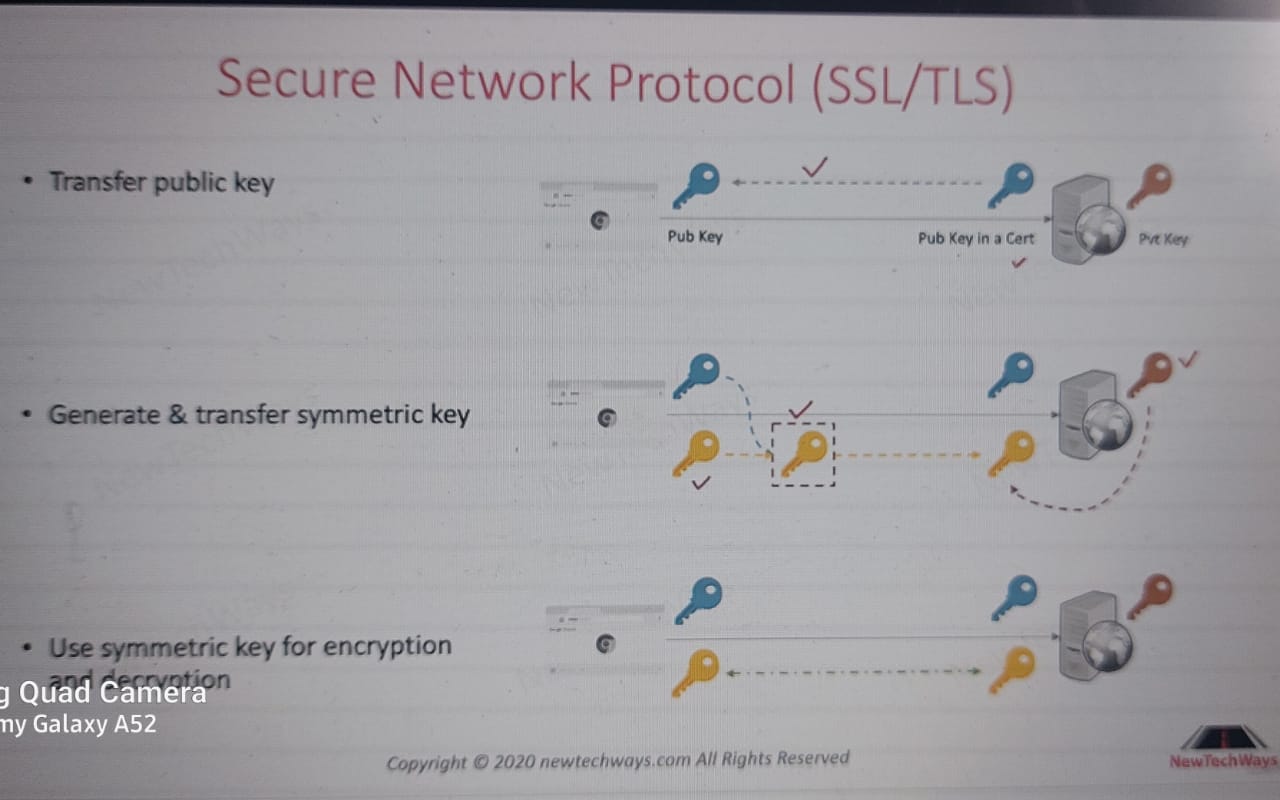 Secure Network Protocol (SSL/TLS)
• Transfer public key
Pub Key
Pub Key in a Cert
Pvt Key
• Generate & transfer symmetric key
• Use symmetric key for encryption
and decryption
g Quad Camera
my Galaxy A52
Copyright © 2020 newtechways.com All Rights Reserved
NewTechWays